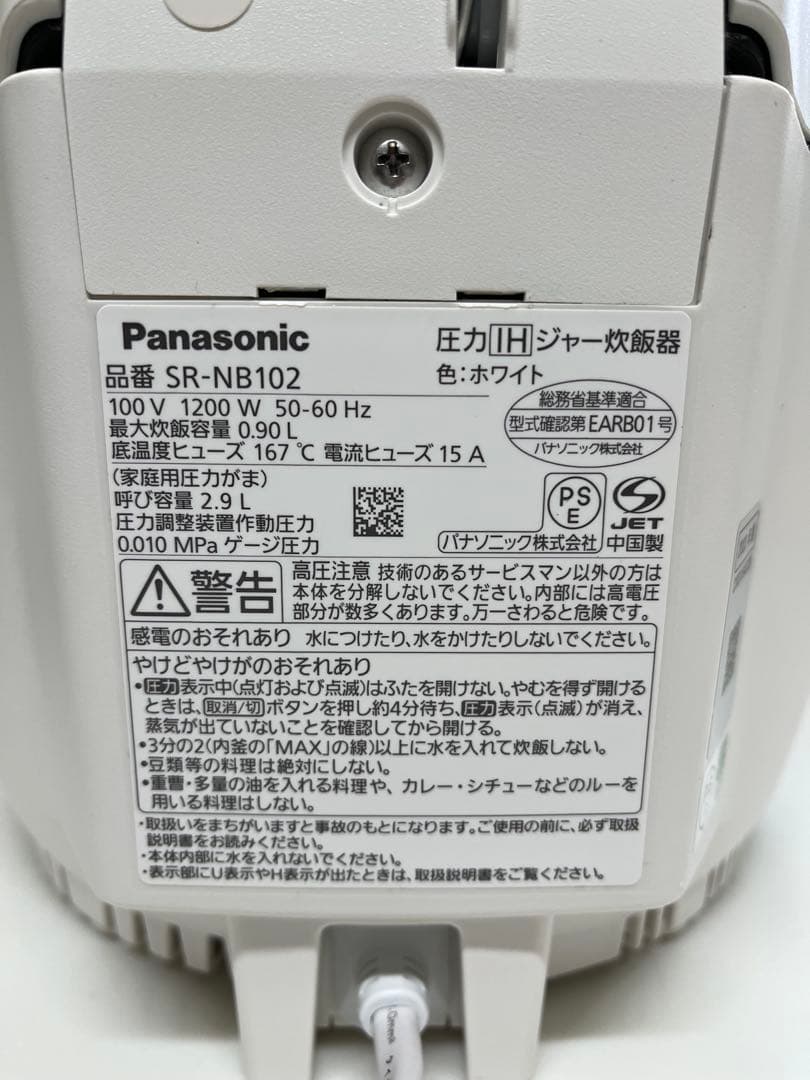 Panasonic
圧力IHジャー炊飯器
品番 SR-NB102
色:ホワイト
100 V 1200 W 50-60 Hz
最大炊飯容量 0.90 L
底温度ヒューズ 167 ℃ 電流ヒューズ 15 A
総務省基準適合
型式確認第EARB01号
パナソニック株式会社
(家庭用圧力がま)
呼び容量 2.9 L
圧力調整装置作動圧力
0.010 MPa ゲージ圧力
PS
E
JET
パナソニック株式会社
中国製
警告
高圧注意 技術のあるサービスマン以外の方は
本体を分解しないでください。内部には高電圧
部分が数多くあります。万一さわると危険です。
感電のおそれあり 水につけたり、水をかけたりしないでください。
やけどやけがのおそれあり
・圧力表示中(点灯および点滅)はふたを開けない。やむを得ず開ける
ときは、取消/切ボタンを押し約4分待ち、圧力表示(点滅)が消え、
蒸気が出ていないことを確認してから開ける。
・3分の2(内釜の「MAX」の線)以上に水を入れて炊飯しない。
・豆類等の料理は絶対にしない。
・重曹・多量の油を入れる料理や、カレー・シチューなどのルーを
用いる料理はしない。
・取扱いをまちがいますと事故のもとになります。ご使用の前に、必ず取扱
説明書をお読みください。
・本体内部に水を入れないでください。
・表示部にU表示やH表示が出たときは、取扱説明書をご覧ください。